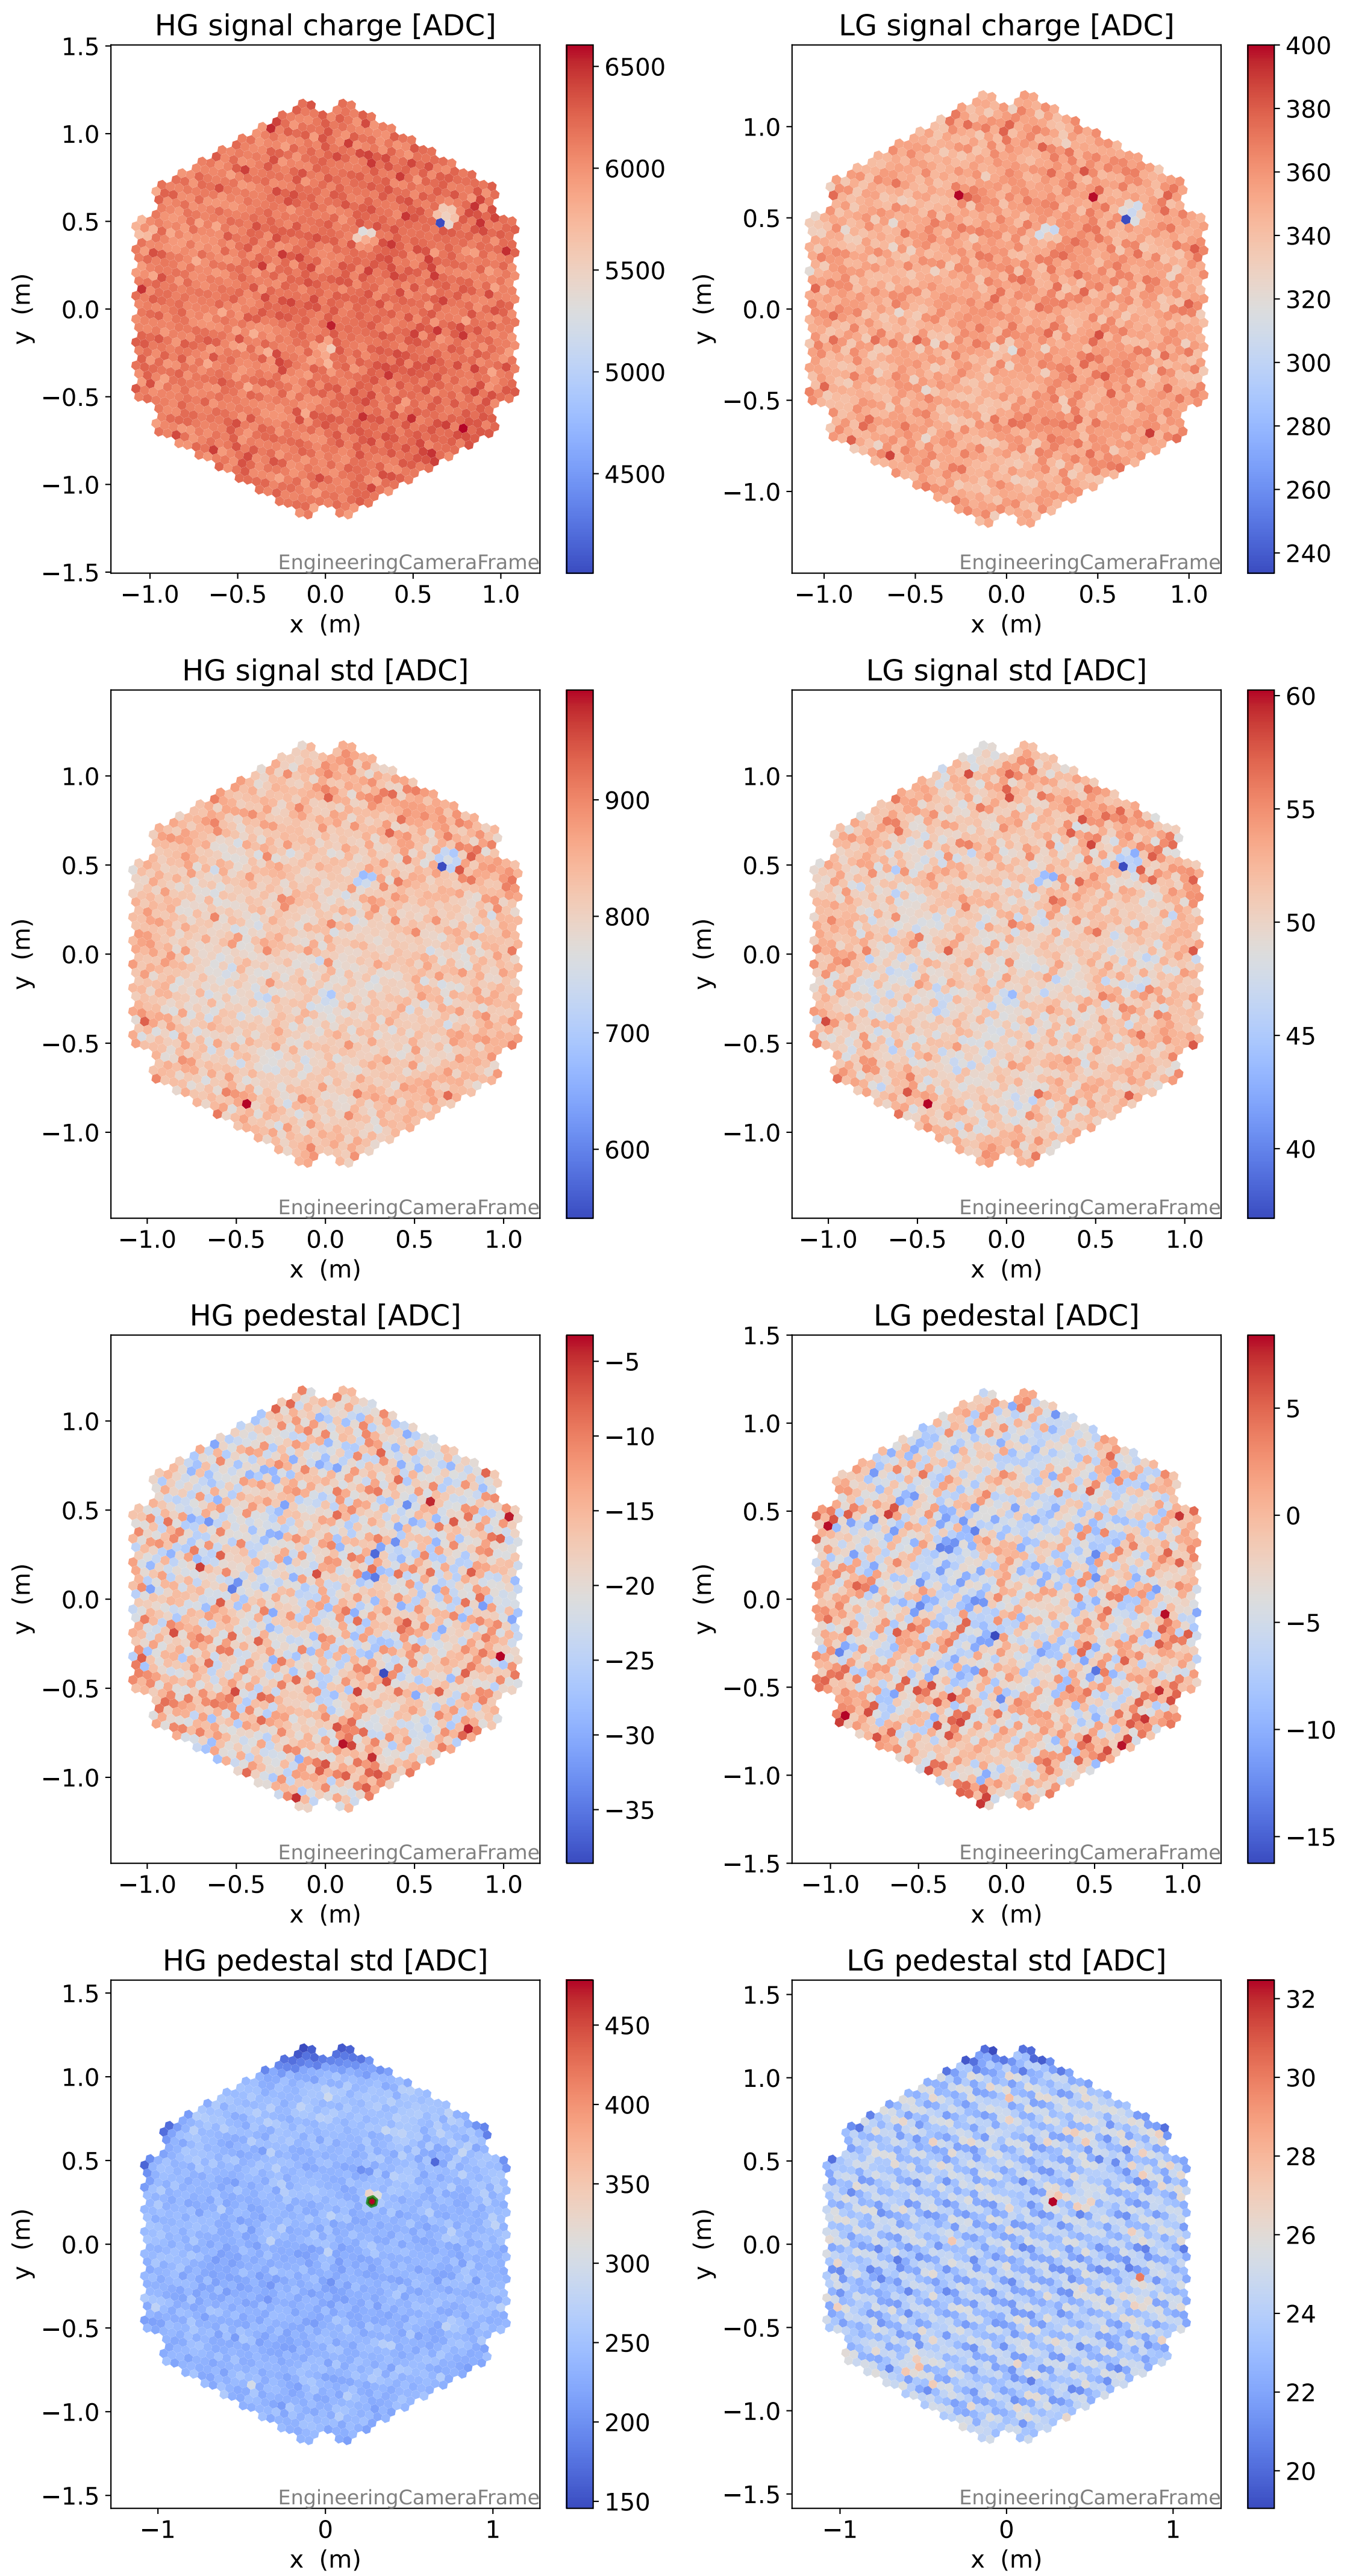 HG signal charge [ADC]
1.5
1.0
0.5
0.0
−0.5
−1.0
−1.5
y (m)
−1.0 −0.5 0.0 0.5 1.0
x (m)
EngineeringCameraFrame
6500
6000
5500
5000
4500
LG signal charge [ADC]
1.0
0.5
0.0
−0.5
−1.0
y (m)
−1.0 −0.5 0.0 0.5 1.0
x (m)
EngineeringCameraFrame
400
380
360
340
320
300
280
260
240
HG signal std [ADC]
1.0
0.5
0.0
−0.5
−1.0
y (m)
−1.0 −0.5 0.0 0.5 1.0
x (m)
EngineeringCameraFrame
900
800
700
600
LG signal std [ADC]
1.0
0.5
0.0
−0.5
−1.0
y (m)
−1.0 −0.5 0.0 0.5 1.0
x (m)
EngineeringCameraFrame
60
55
50
45
40
HG pedestal [ADC]
1.0
0.5
0.0
−0.5
−1.0
y (m)
−1.0 −0.5 0.0 0.5 1.0
x (m)
EngineeringCameraFrame
−5
−10
−15
−20
−25
−30
−35
LG pedestal [ADC]
1.5
1.0
0.5
0.0
−0.5
−1.0
−1.5
y (m)
−1.0 −0.5 0.0 0.5 1.0
x (m)
EngineeringCameraFrame
5
0
−5
−10
−15
HG pedestal std [ADC]
1.5
1.0
0.5
0.0
−0.5
−1.0
−1.5
y (m)
−1 0 1
x (m)
EngineeringCameraFrame
450
400
350
300
250
200
150
LG pedestal std [ADC]
1.5
1.0
0.5
0.0
−0.5
−1.0
−1.5
y (m)
−1 0 1
x (m)
EngineeringCameraFrame
32
30
28
26
24
22
20